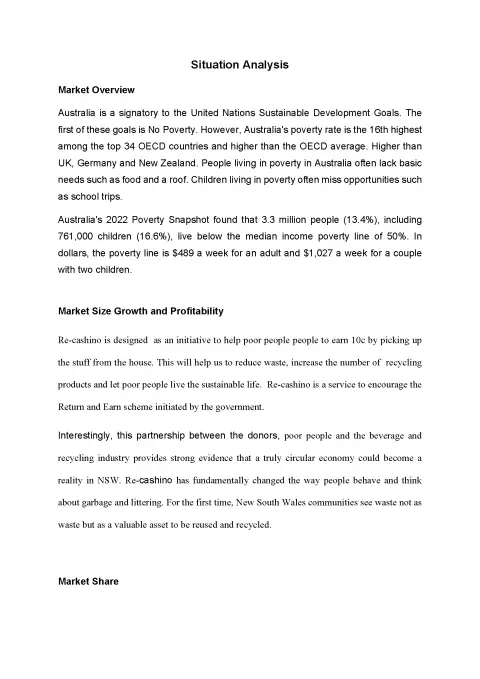 Situation Analysis
Market Overview
Australia is a signatory to the United Nations Sustainable Development Goals. The
first of these goals is No Poverty. However, Australia's poverty rate is the 16th highest
among the top 34 OECD countries and higher than the OECD average. Higher than
UK, Germany and New Zealand. People living in poverty in Australia often lack basic
needs such as food and a roof. Children living in poverty often miss opportunities such
as school trips.
Australia's 2022 Poverty Snapshot found that 3.3 million people (13.4%), including
761,000 children (16.6%), live below the median income poverty line of 50%. In
dollars, the poverty line is $489 a week for an adult and $1,027 a week for a couple
with two children.
Market Size Growth and Profitability
Re-cashino is designed  as an initiative to help poor people people to earn 10c by picking up
the stuff from the house. This will help us to reduce waste, increase the number of  recycling
products and let poor people live the sustainable life.  Re-cashino is a service to encourage the
Return and Earn scheme initiated by the government.
Interestingly, this partnership between the donors, poor people and the beverage and
recycling industry provides strong evidence that a truly circular economy could become a
reality in NSW. Re-cashino has fundamentally changed the way people behave and think
about garbage and littering. For the first time, New South Wales communities see waste not as
waste but as a valuable asset to be reused and recycled.
Market Share